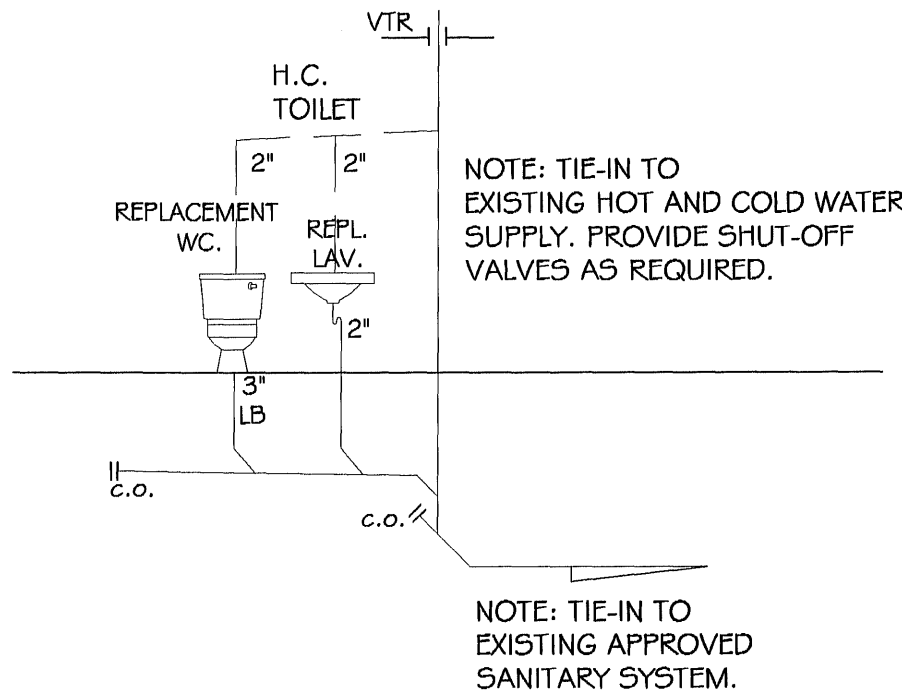 VTR
H.C.
TOILET
2"
2"
NOTE: TIE-IN TO
EXISTING HOT AND COLD WATER
SUPPLY. PROVIDE SHUT-OFF
VALVES AS REQUIRED.
REPLACEMENT
WC.
REPL.
LAV.
2"
3"
LB
C.O.
C.O.
NOTE: TIE-IN TO
EXISTING APPROVED
SANITARY SYSTEM.